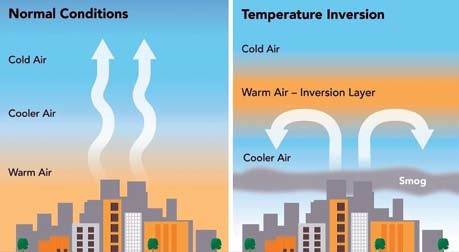 Normal Conditions
Cold Air
Cooler Air
Warm Air
Temperature Inversion
Cold Air
Warm Air – Inversion Layer
Cooler Air
Smog